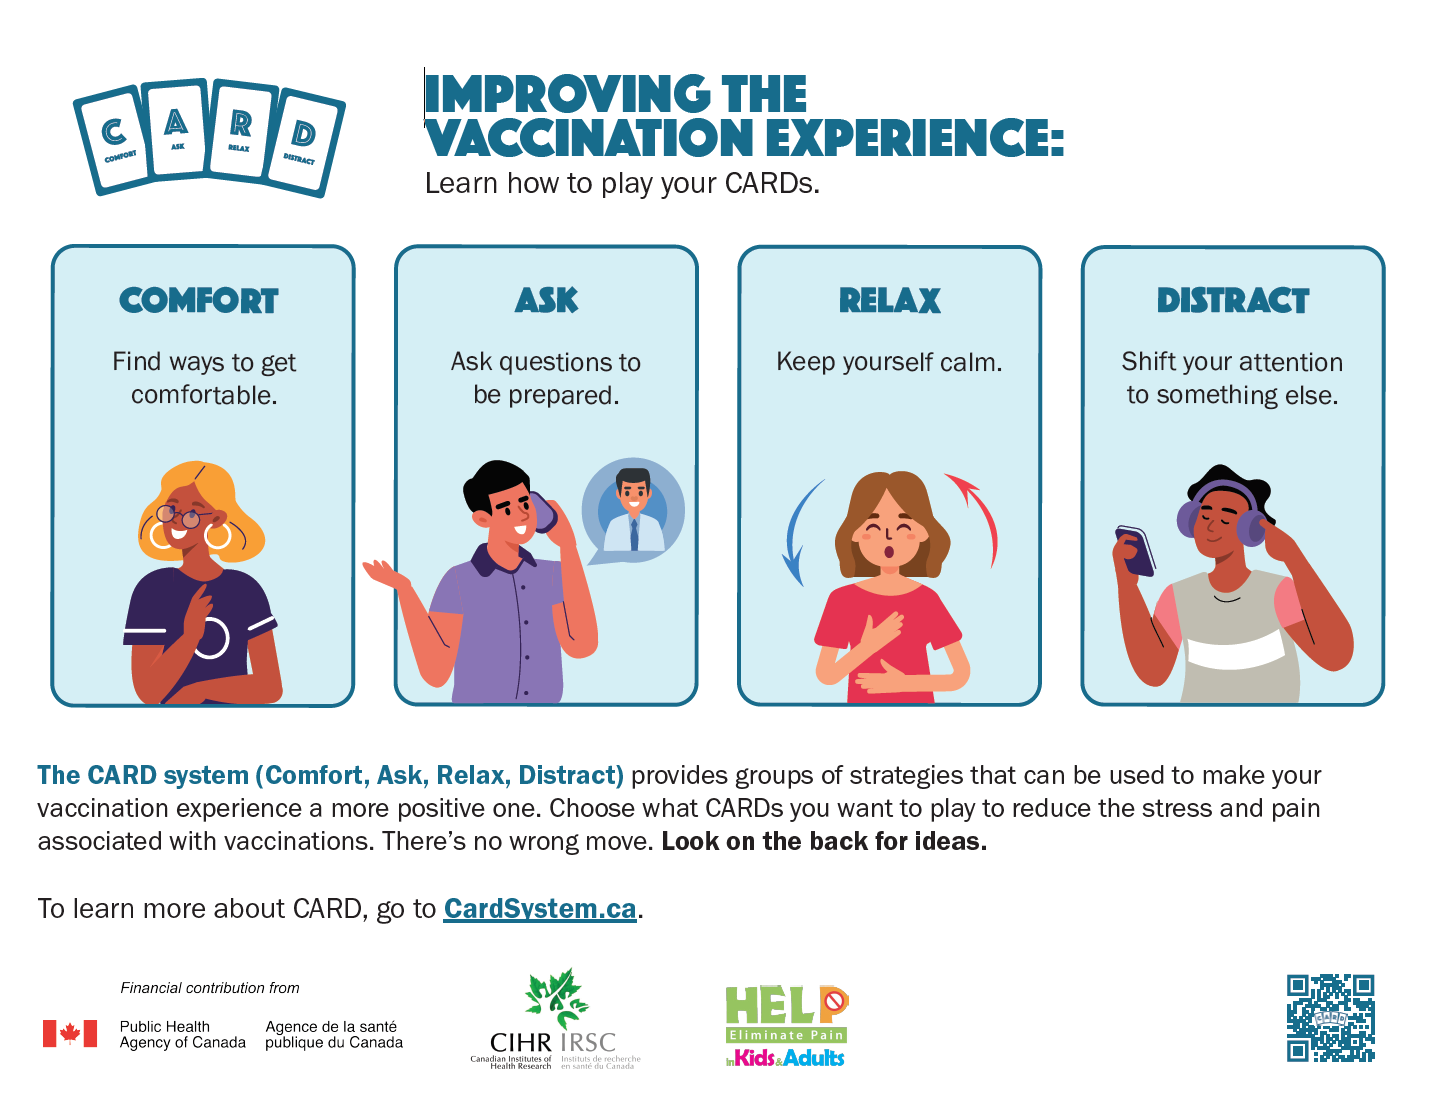 C
COMFORT
A
ASK
R
RELAX
D
DISTRACT
IMPROVING THE
VACCINATION EXPERIENCE:
Learn how to play your CARDs.
COMFORT
Find ways to get
comfortable.
ASK
Ask questions to
be prepared.
RELAX
Keep yourself calm.
DISTRACT
Shift your attention
to something else.
The CARD system (Comfort, Ask, Relax, Distract) provides groups of strategies that can be used to make your
vaccination experience a more positive one. Choose what CARDs you want to play to reduce the stress and pain
associated with vaccinations. There’s no wrong move. Look on the back for ideas.
To learn more about CARD, go to CardSystem.ca.
Financial contribution from
Public Health
Agency of Canada
Agence de la santé
publique du Canada
CIHR IRSC
Canadian Institutes of
Health Research
Instituts de recherche
en santé du Canada
HELP
Eliminate Pain
in Kids & Adults
CARD